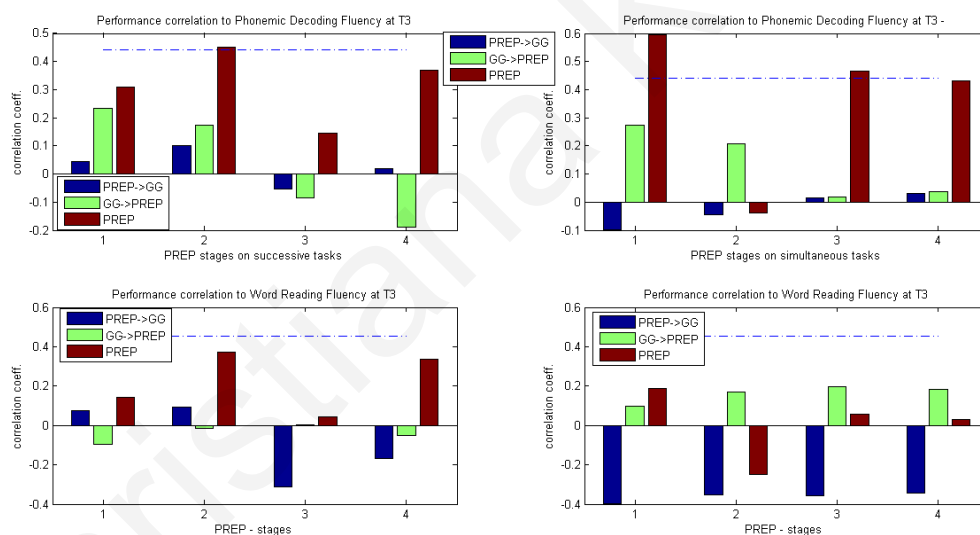 Performance correlation to Phonemic Decoding Fluency at T3
0.5
0.4
0.3
0.2
0.1
0
-0.1
-0.2
correlation coeff.
PREP->GG
GG->PREP
PREP
1 2 3 4
PREP stages on successive tasks
Performance correlation to Phonemic Decoding Fluency at T3 -
PREP->GG
GG->PREP
PREP
0.6
0.5
0.4
0.3
0.2
0.1
0
-0.1
correlation coeff.
1 2 3 4
PREP stages on simultaneous tasks
Performance correlation to Word Reading Fluency at T3
0.6
0.4
0.2
0
-0.2
-0.4
correlation coeff.
PREP->GG
GG->PREP
PREP
1 2 3 4
PREP - stages
Performance correlation to Word Reading Fluency at T3
0.6
0.4
0.2
0
-0.2
-0.4
correlation coeff.
PREP->GG
GG->PREP
PREP
1 2 3 4
PREP - stages
ristiana K